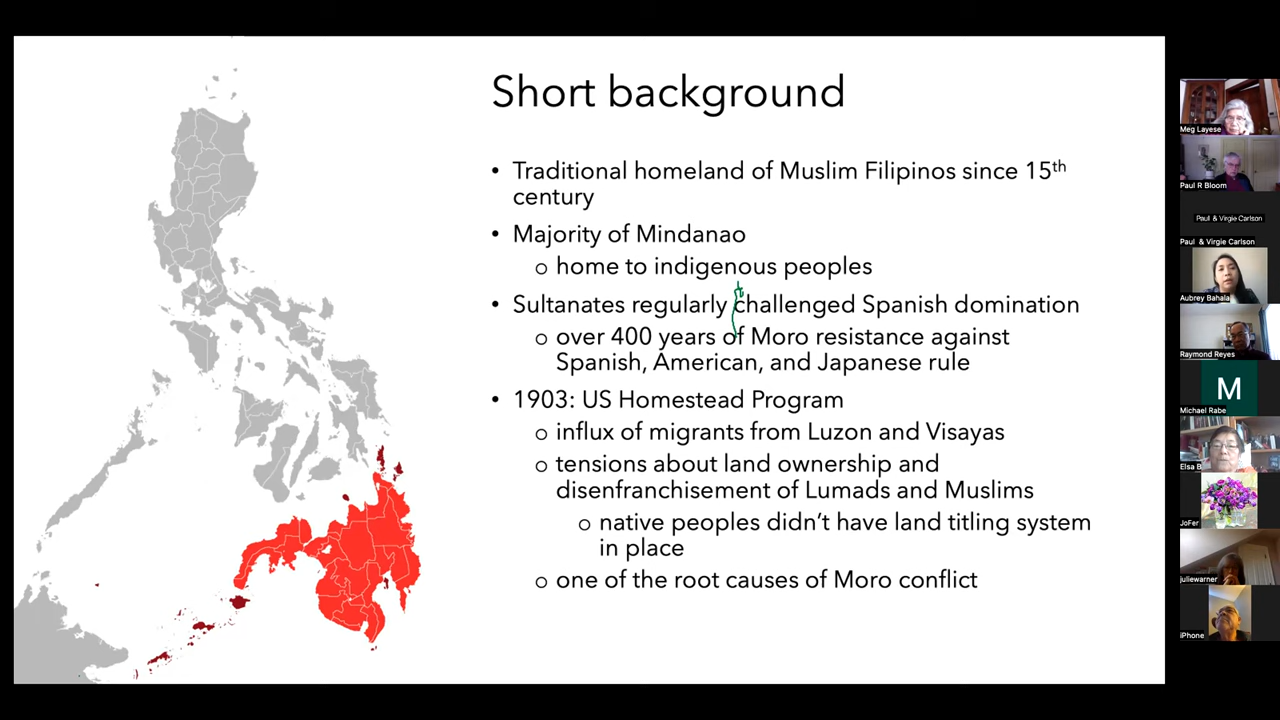 Short background
• Traditional homeland of Muslim Filipinos since 15th
century
• Majority of Mindanao
o home to indigenous peoples
• Sultanates regularly challenged Spanish domination
o over 400 years of Moro resistance against
Spanish, American, and Japanese rule
• 1903: US Homestead Program
o influx of migrants from Luzon and Visayas
o tensions about land ownership and
disenfranchisement of Lumads and Muslims
o native peoples didn't have land titling system
in place
o one of the root causes of Moro conflict
Meg Layese
Paul R Bloom
Paul & Virgie Carlson
Paul & Virgie Carlson
Aubrey Bahala
Raymond Reyes
M
Michael Rabe
Elsa B
JoFer
juliewarner
iPhone